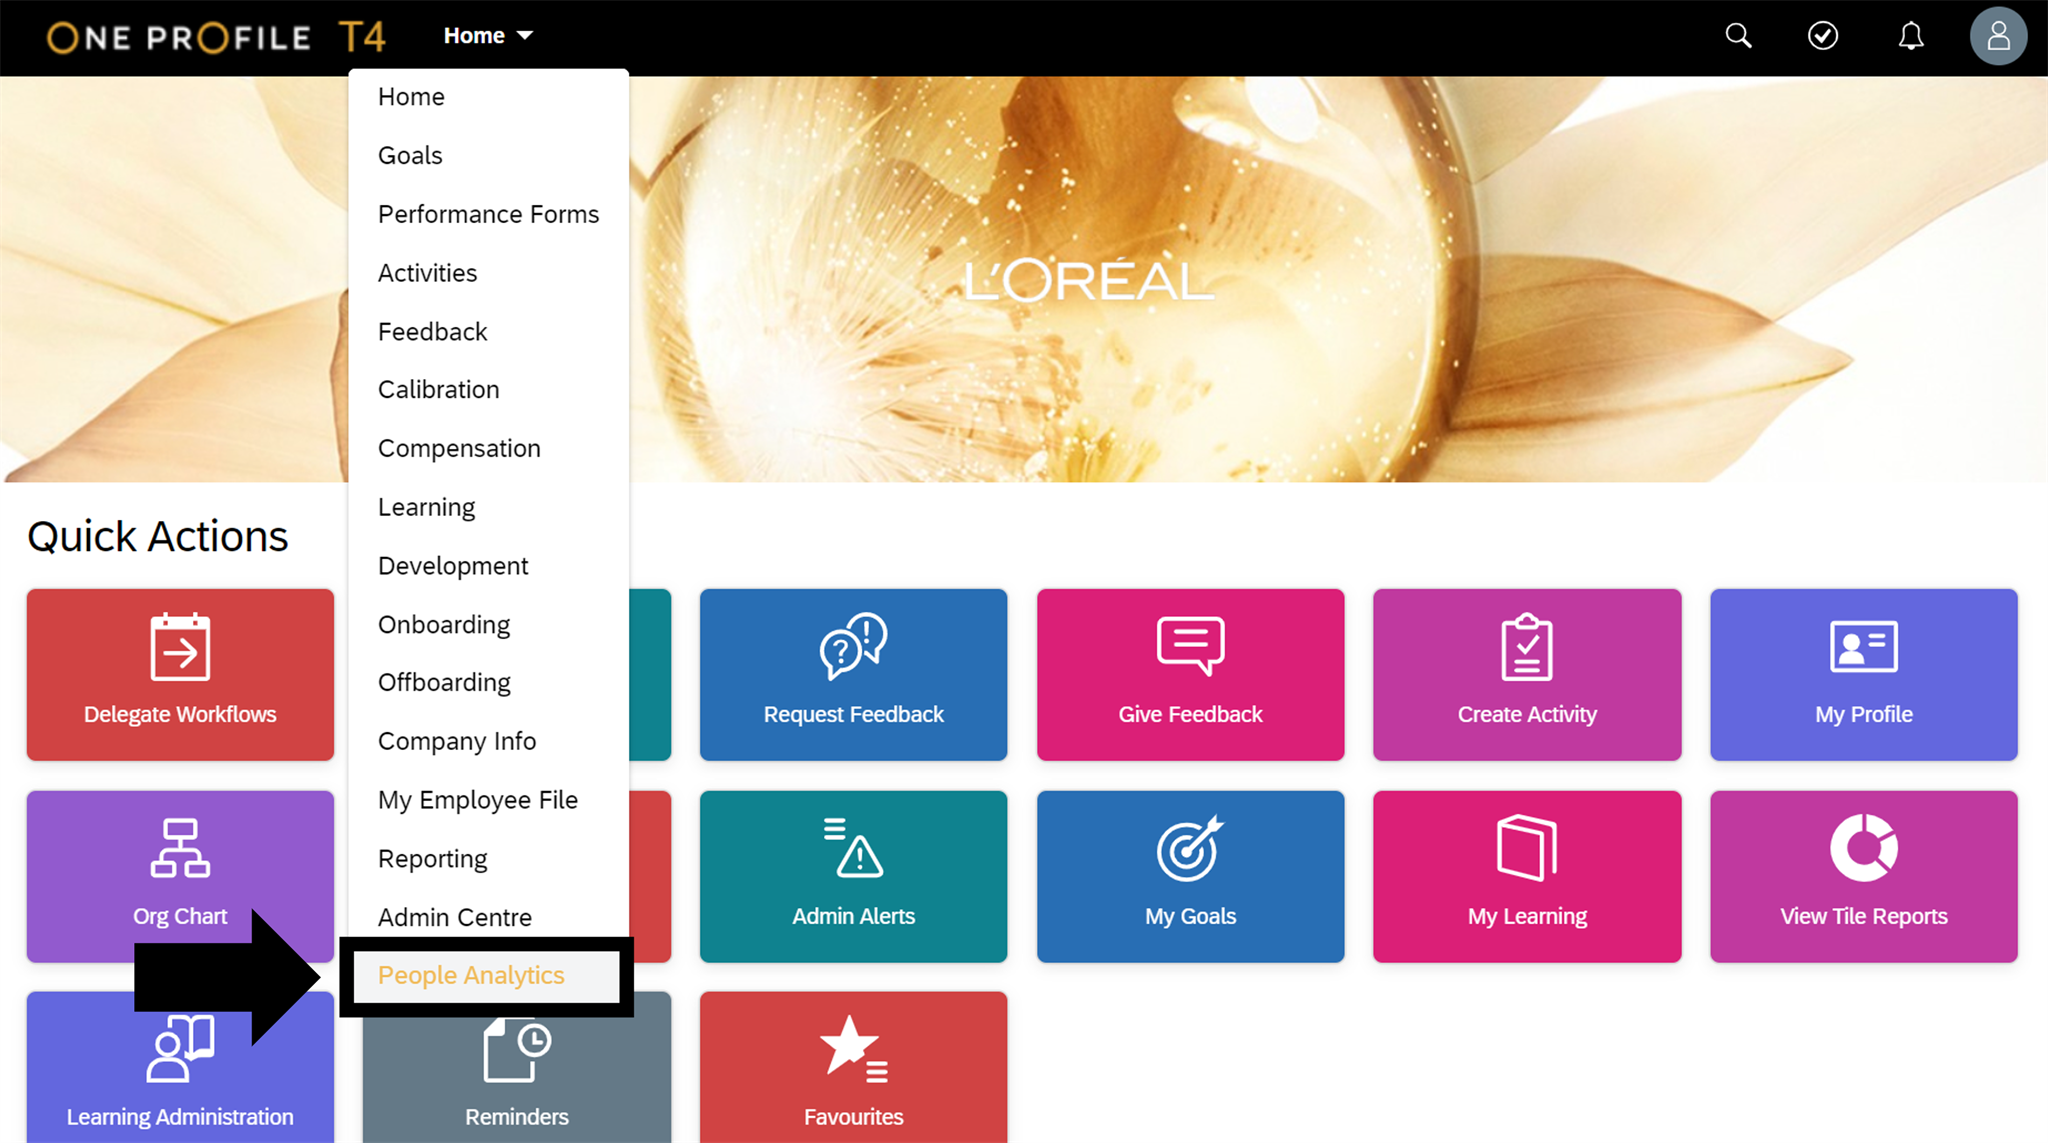 ONE PROFILE T4 Home
Home
Goals
Performance Forms
Activities
Feedback
Calibration
Compensation
Learning
Development
Onboarding
Offboarding
Company Info
My Employee File
Reporting
Admin Centre
People Analytics
L'ORÉAL
Quick Actions
Delegate Workflows
Request Feedback
Give Feedback
Create Activity
My Profile
Org Chart
Admin Alerts
My Goals
My Learning
View Tile Reports
Learning Administration
Reminders
Favourites